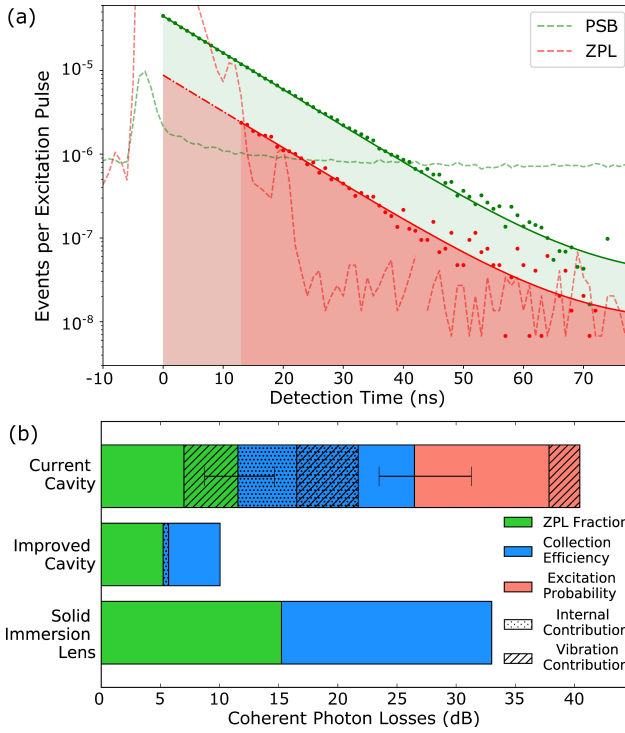 (a)
PSB
ZPL
Events per Excitation Pulse
10⁻⁵
10⁻⁶
10⁻⁷
10⁻⁸
-10 0 10 20 30 40 50 60 70
Detection Time (ns)
(b)
Current
Cavity
Improved
Cavity
Solid
Immersion
Lens
ZPL Fraction
Collection
Efficiency
Excitation
Probability
Internal
Contribution
Vibration
Contribution
0 5 10 15 20 25 30 35 40
Coherent Photon Losses (dB)